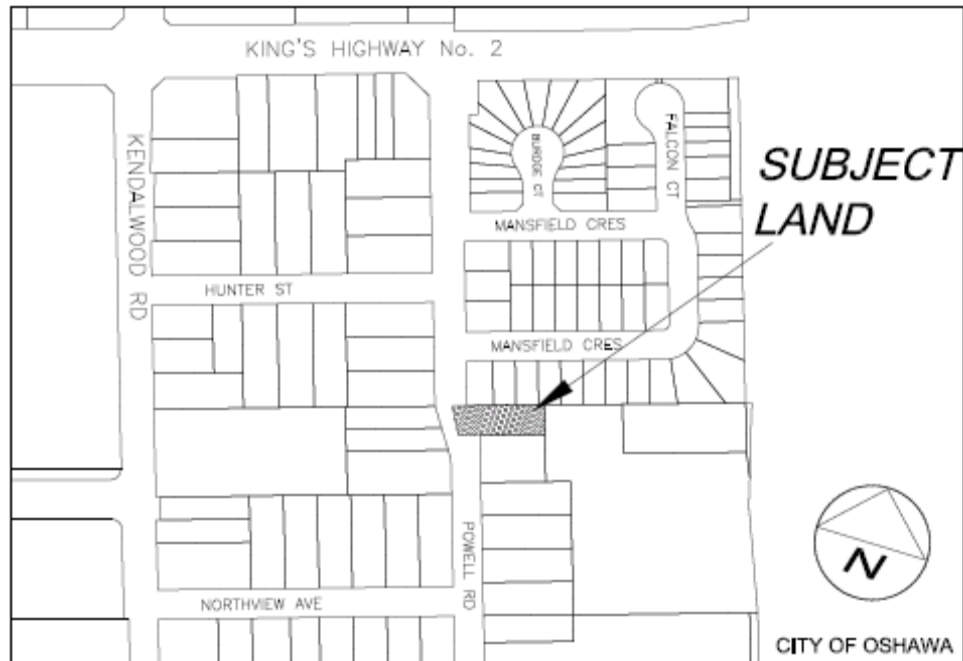 KING'S HIGHWAY No. 2
KENDALWOOD RD
BURDGE CT
FALCON CT
SUBJECT
LAND
MANSFIELD CRES
HUNTER ST
MANSFIELD CRES
POWELL RD
NORTHVIEW AVE
N
CITY OF OSHAWA